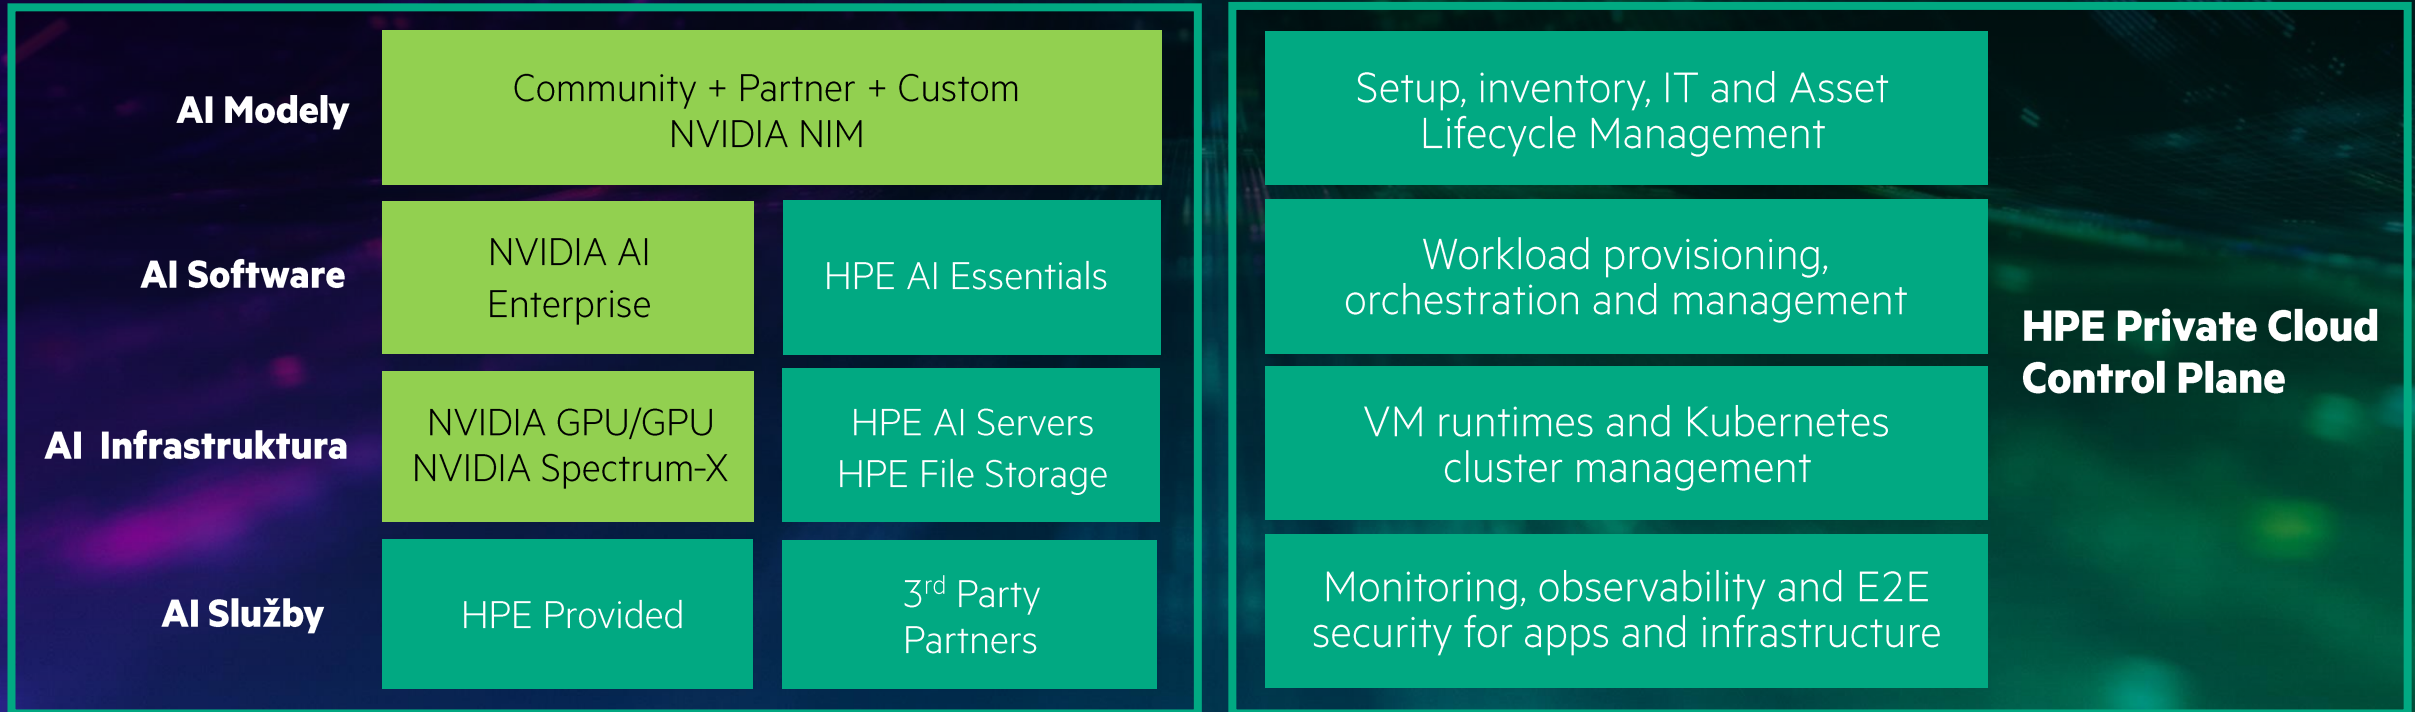 AI Modely
Community + Partner + Custom
NVIDIA NIM
AI Software
NVIDIA AI
Enterprise
HPE AI Essentials
AI Infrastruktura
NVIDIA GPU/GPU
NVIDIA Spectrum-X
HPE AI Servers
HPE File Storage
AI Služby
HPE Provided
3rd Party
Partners
Setup, inventory, IT and Asset
Lifecycle Management
Workload provisioning,
orchestration and management
VM runtimes and Kubernetes
cluster management
Monitoring, observability and E2E
security for apps and infrastructure
HPE Private Cloud
Control Plane